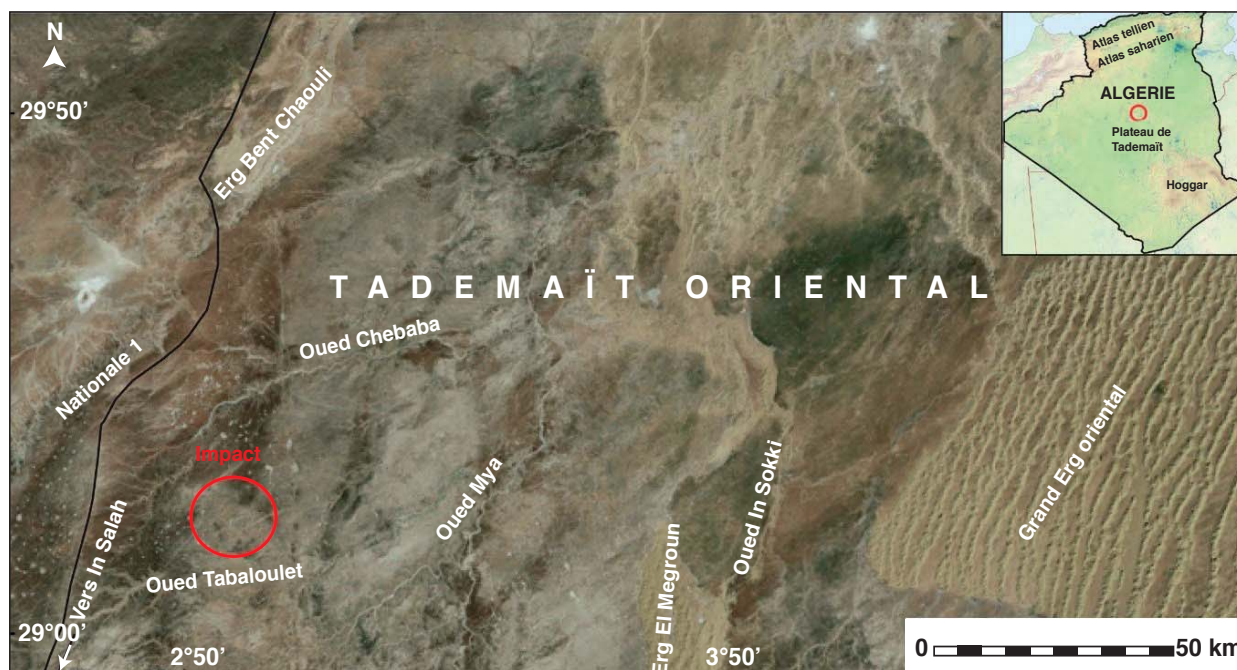 N
29°50’
Erg Bent Chaouli
Atlas tellien
Atlas saharien
ALGERIE
Plateau de
Tademaït
Hoggar
TADEMAÏT ORIENTAL
Oued Chebaba
Nationale 1
Impact
Oued Mya
Oued In Sokki
Grand Erg oriental
Vers In Salah
Oued Tabaloulet
Erg El Megroun
29°00’
2°50’
3°50’
0 50 km